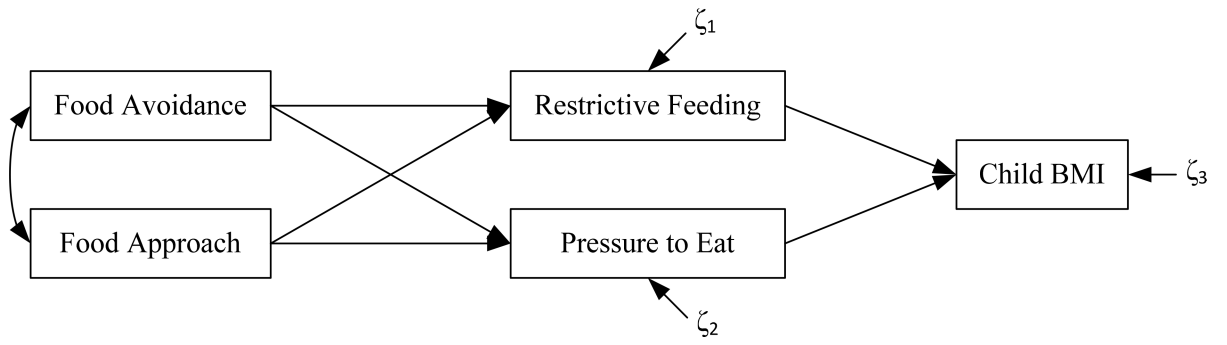 ζ1
Food Avoidance
Restrictive Feeding
Child BMI
ζ3
Food Approach
Pressure to Eat
ζ2